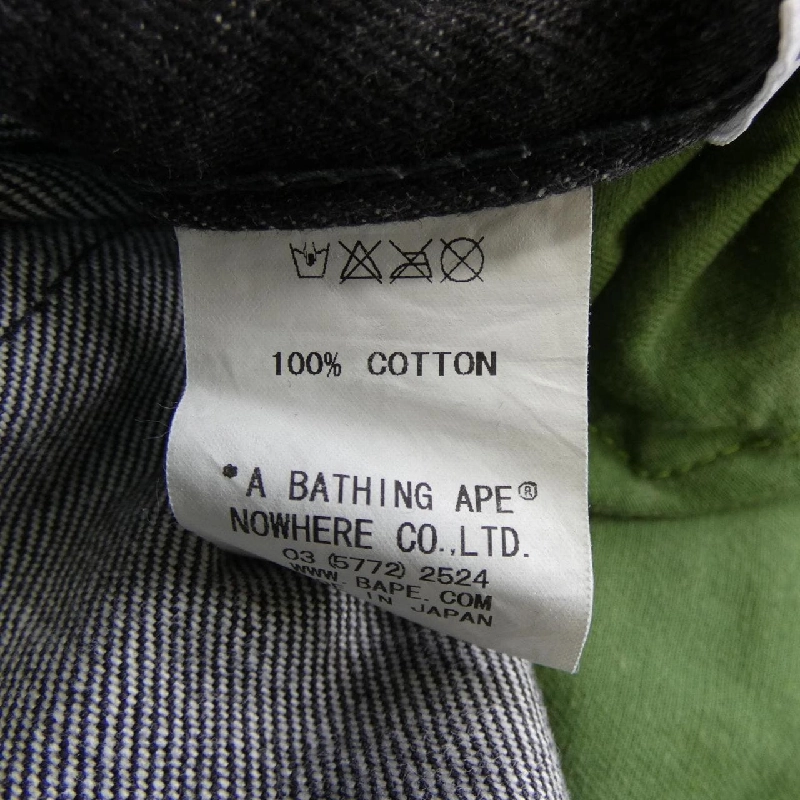 100% COTTON
*A BATHING APE®
NOWHERE CO.,LTD.
03 (5772) 2524
WWW.BAPE.COM
IN JAPAN